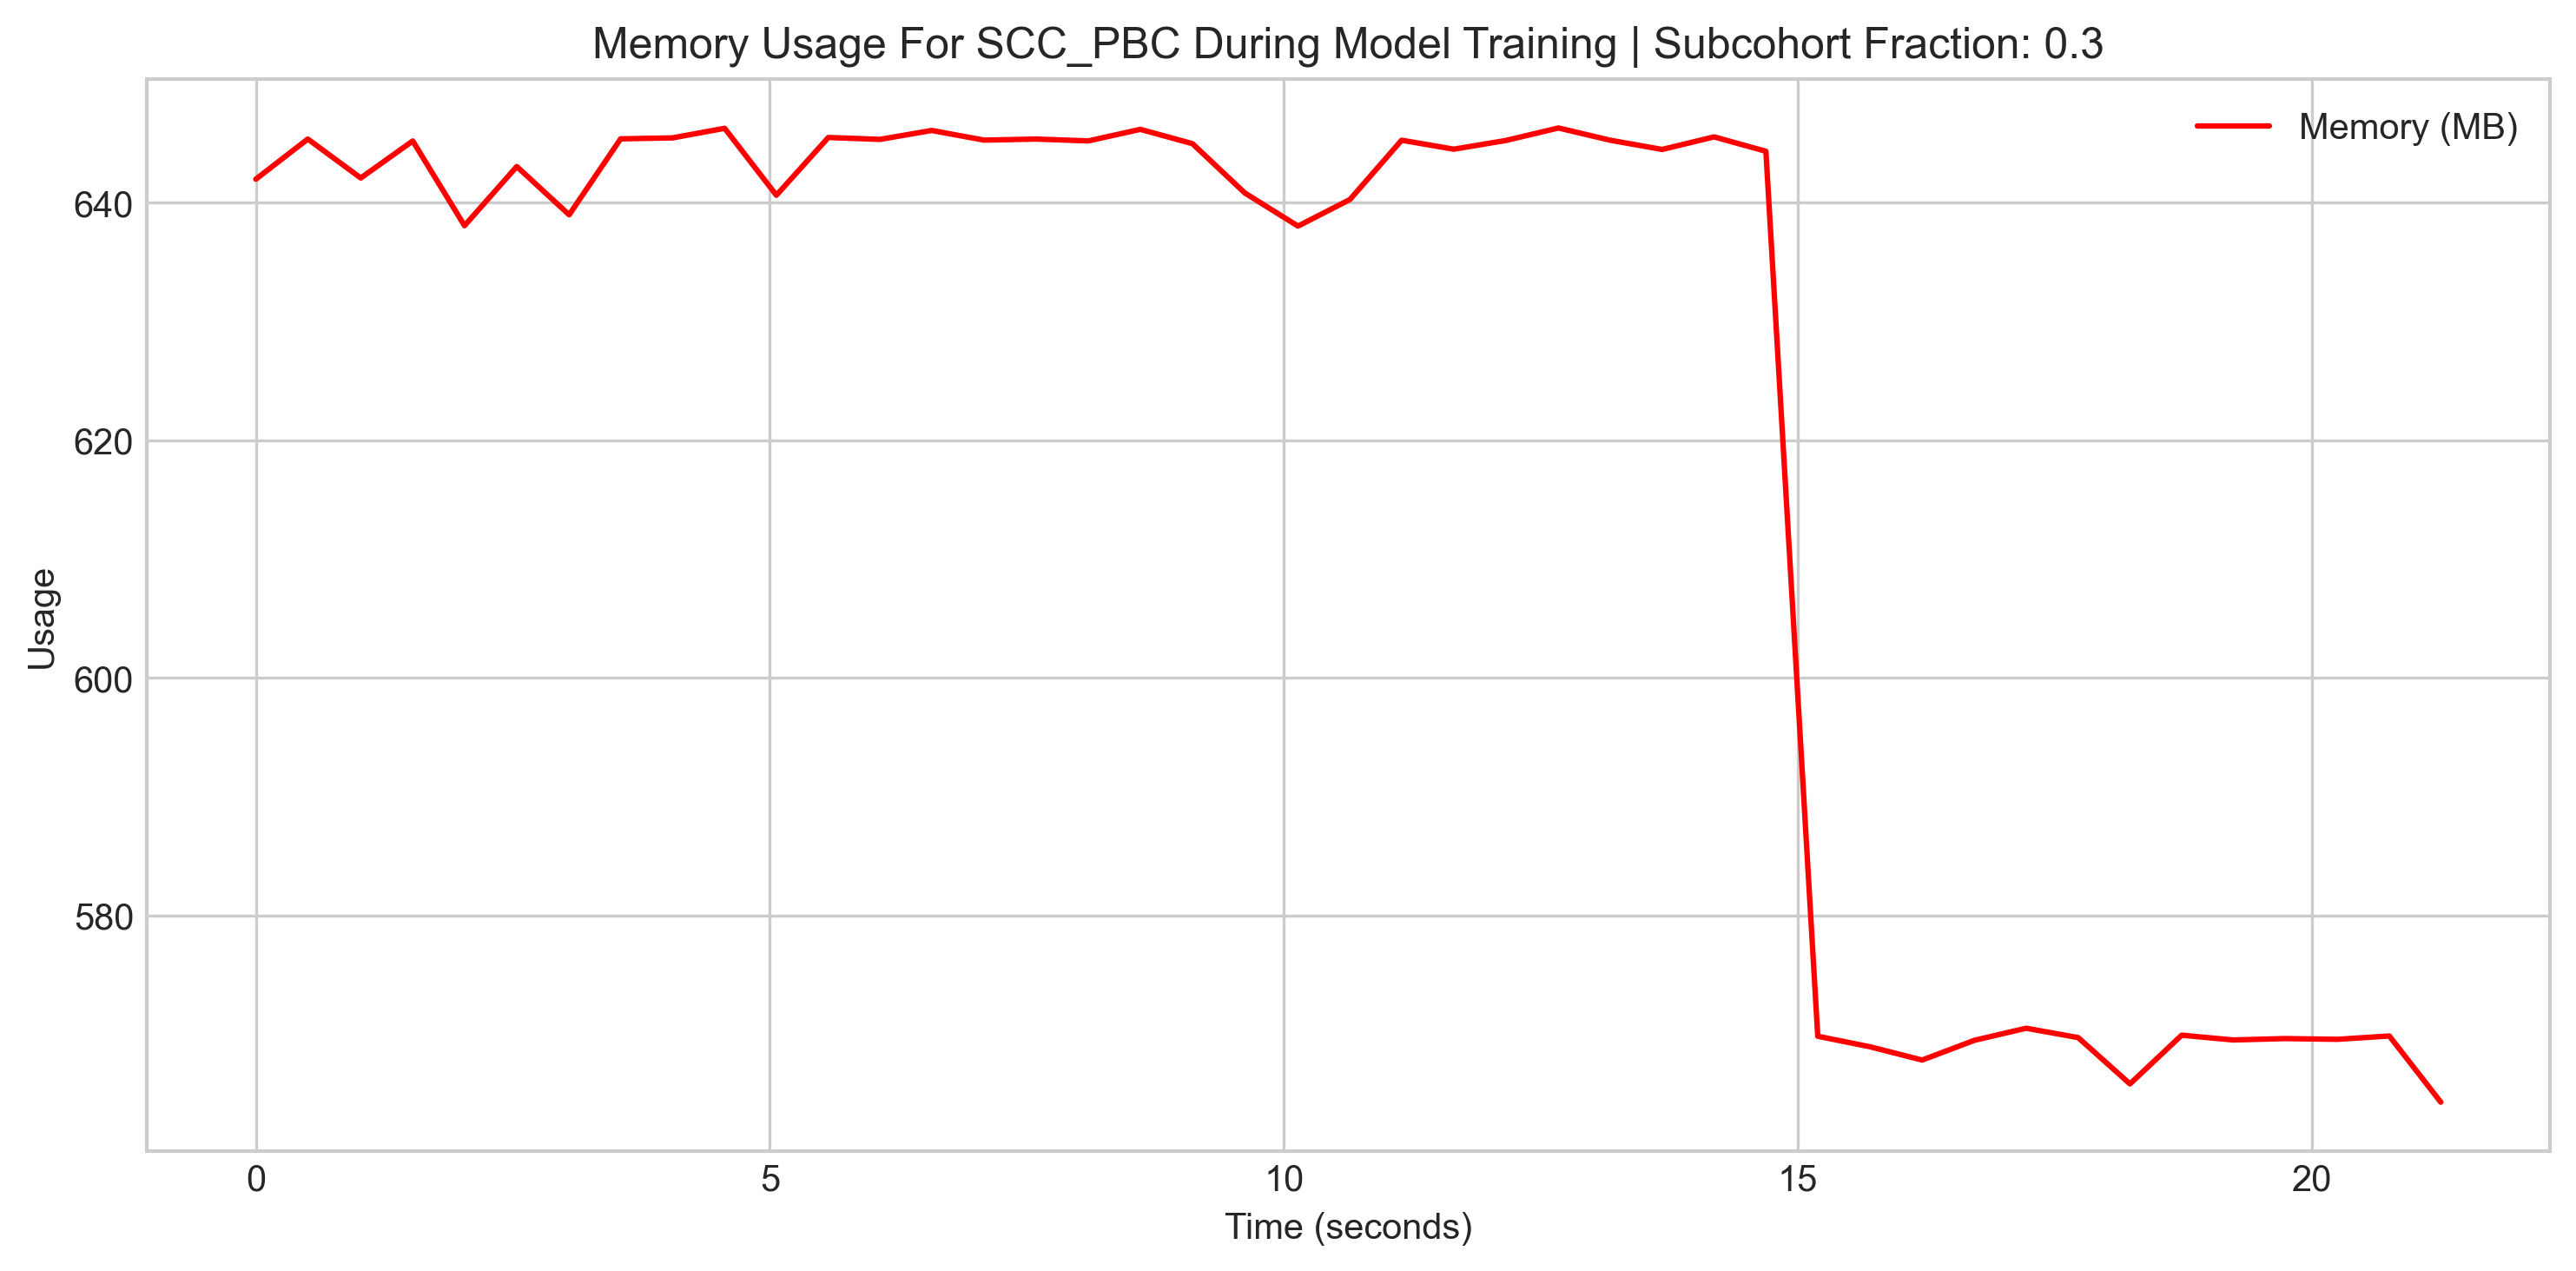 Memory Usage For SCC_PBC During Model Training | Subcohort Fraction: 0.3
Memory (MB)
640
620
600
580
Usage
0 5 10 15 20
Time (seconds)